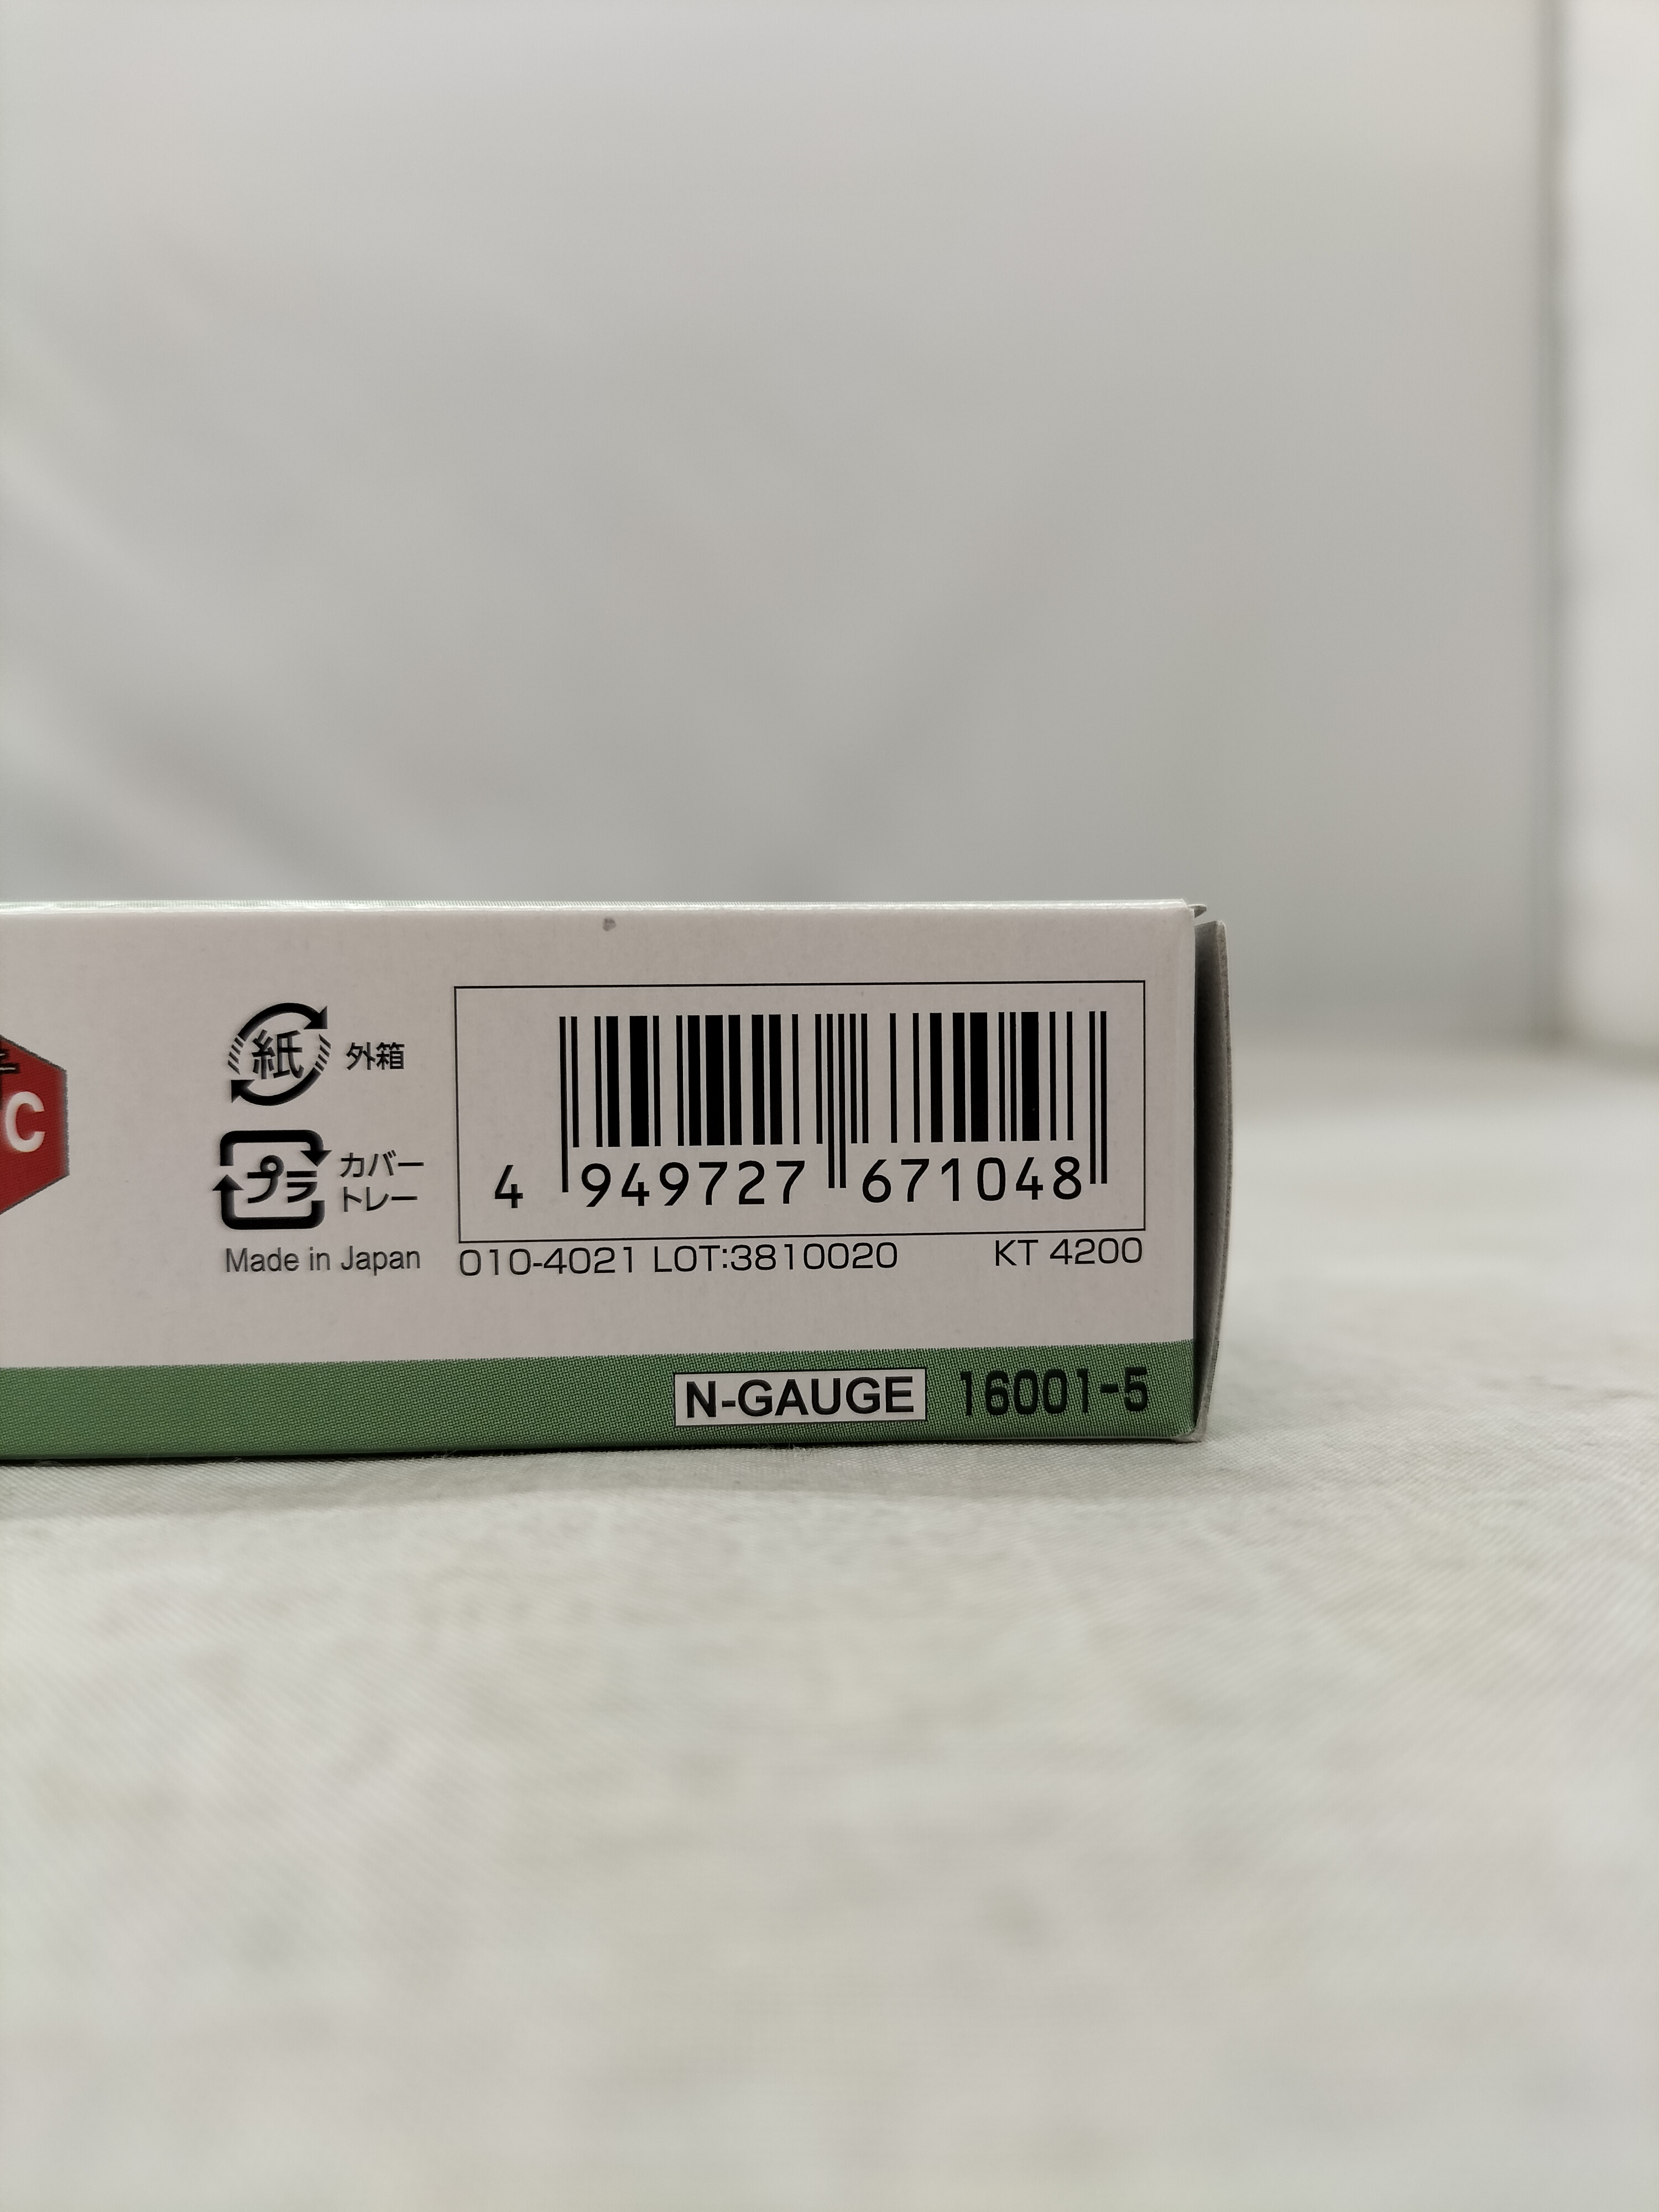 C
紙 外箱
プラ カバー
トレー
Made in Japan
4 949727 671048
010-4021 LOT:3810020 KT 4200
N-GAUGE 16001-5